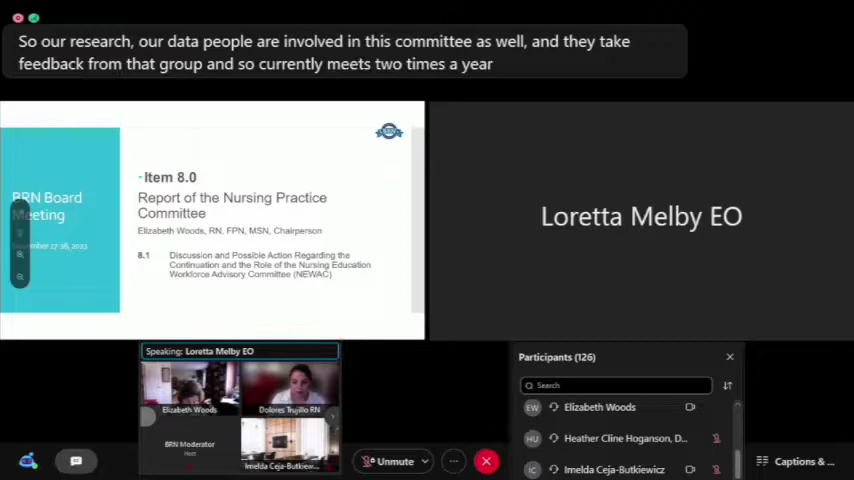 So our research, our data people are involved in this committee as well, and they take
feedback from that group and so currently meets two times a year
BRN Board
Meeting
-Item 8.0
Report of the Nursing Practice
Committee
Elizabeth Woods, RN, FPN, MSN, Chairperson
8.1 Discussion and Possible Action Regarding the
Continuation and the Role of the Nursing Education
Workforce Advisory Committee (NEWAC)
Loretta Melby EO
Speaking: Loretta Melby EO
Elizabeth Woods
Dolores Trujillo RN
BRN Moderator
Host
Imelda Ceja-Butkiew...
Participants (126)
Search
EW Elizabeth Woods
HU Heather Cline Hoganson, D...
IC Imelda Ceja-Butkiewicz
Unmute
Captions & ...